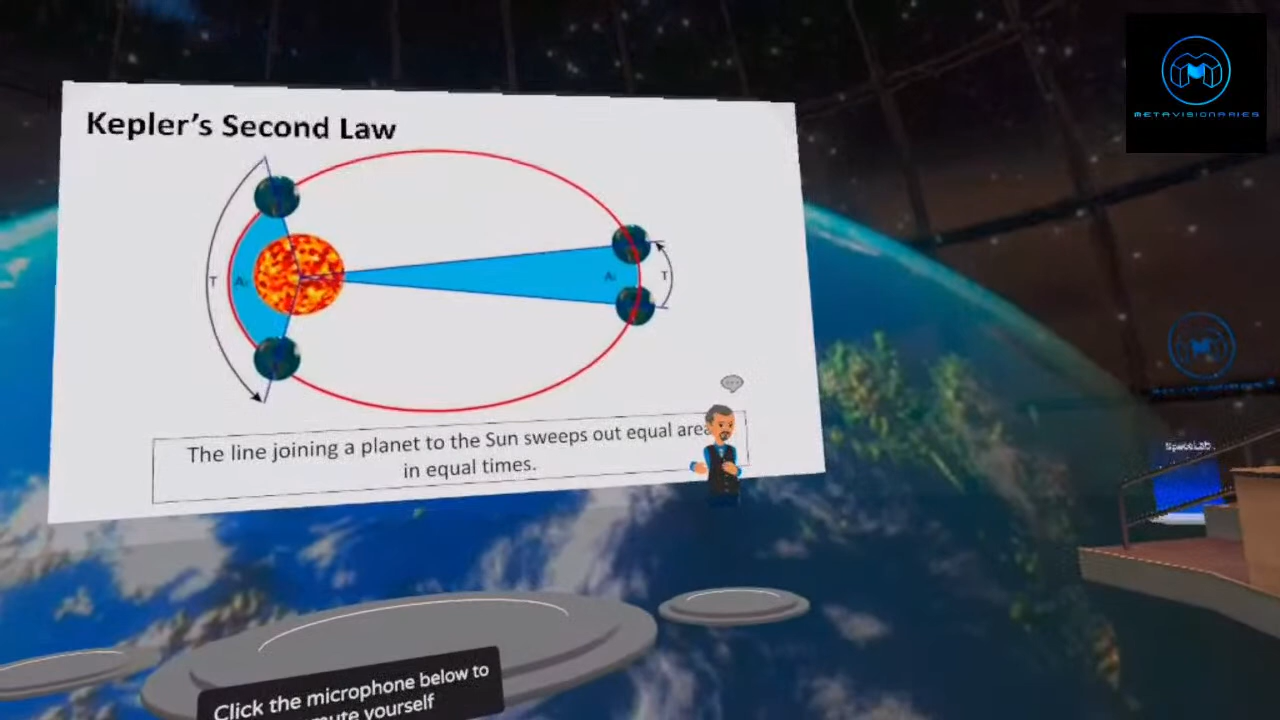 METAVISIONARIES
Kepler's Second Law
T
A
A
T
The line joining a planet to the Sun sweeps out equal area
in equal times.
SpaceLab
Click the microphone below to
mute yourself